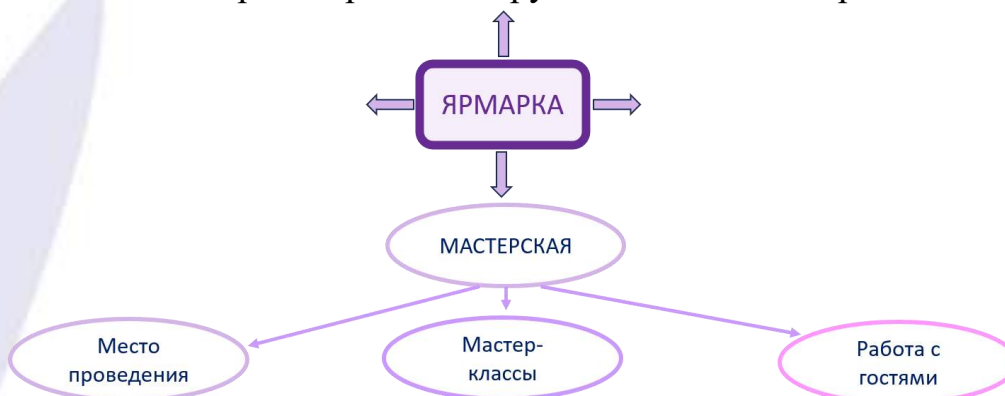 ЯРМАРКА
МАСТЕРСКАЯ
Место
проведения
Мастер-
классы
Работа с
гостями